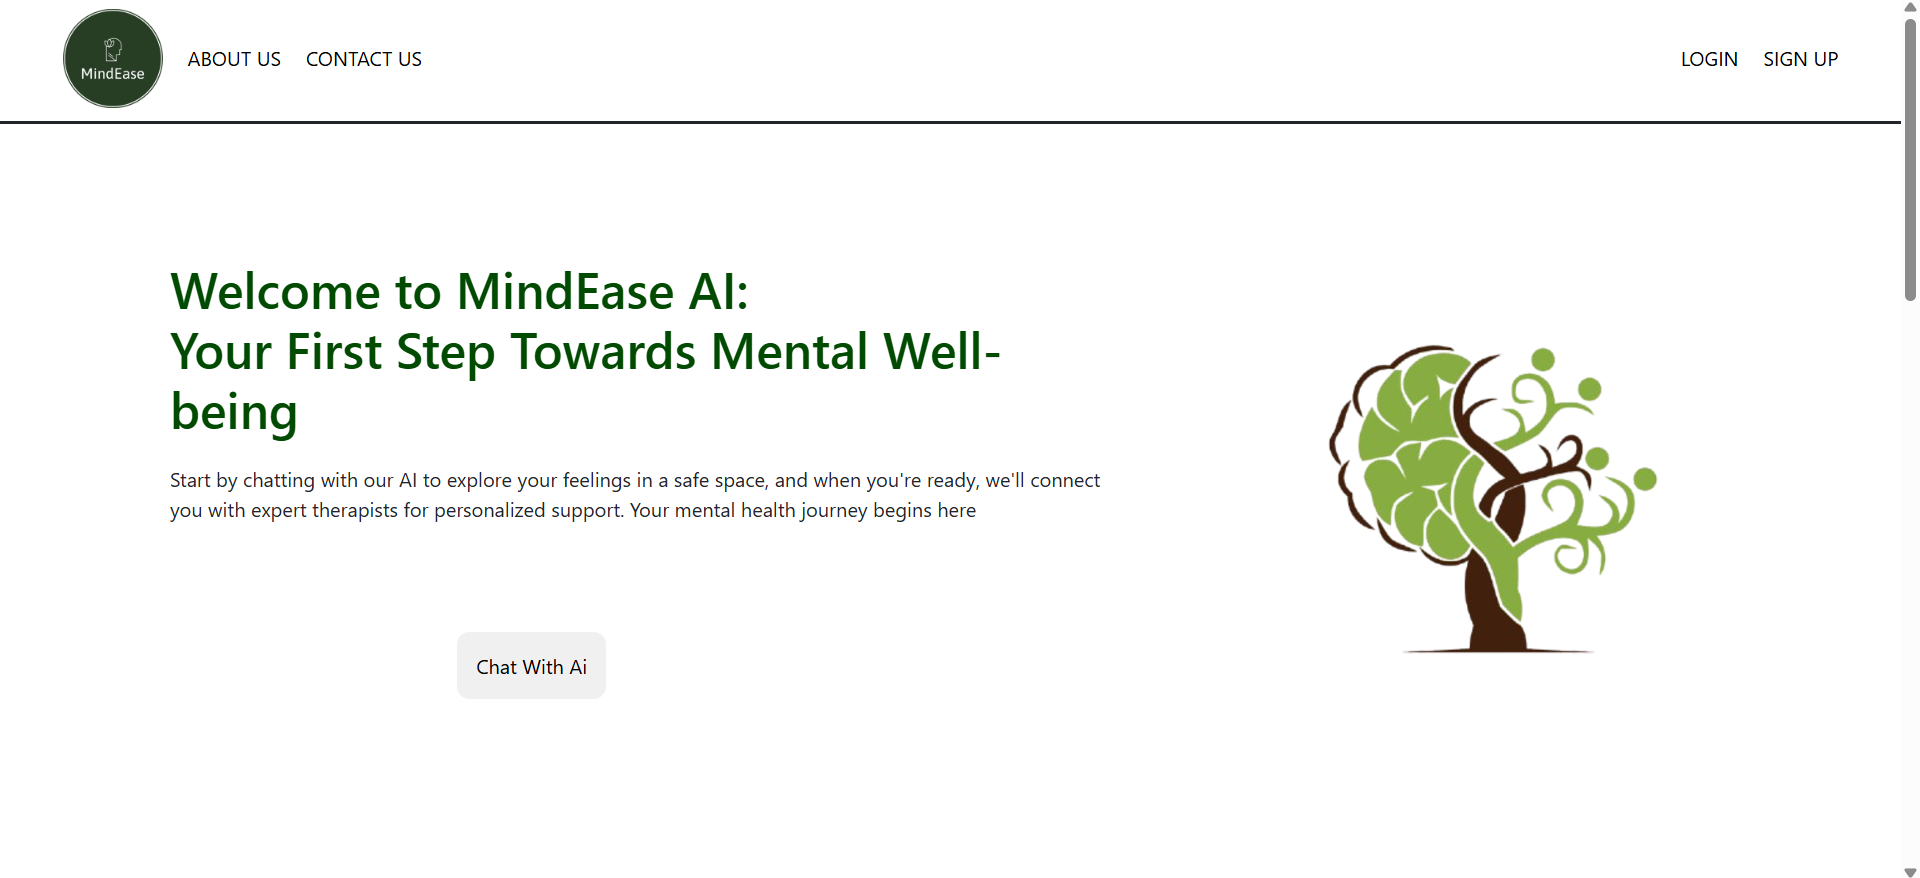 MindEase
ABOUT US
CONTACT US
LOGIN
SIGN UP
Welcome to MindEase AI:
Your First Step Towards Mental Well-
being
Start by chatting with our AI to explore your feelings in a safe space, and when you're ready, we'll connect
you with expert therapists for personalized support. Your mental health journey begins here
Chat With Ai